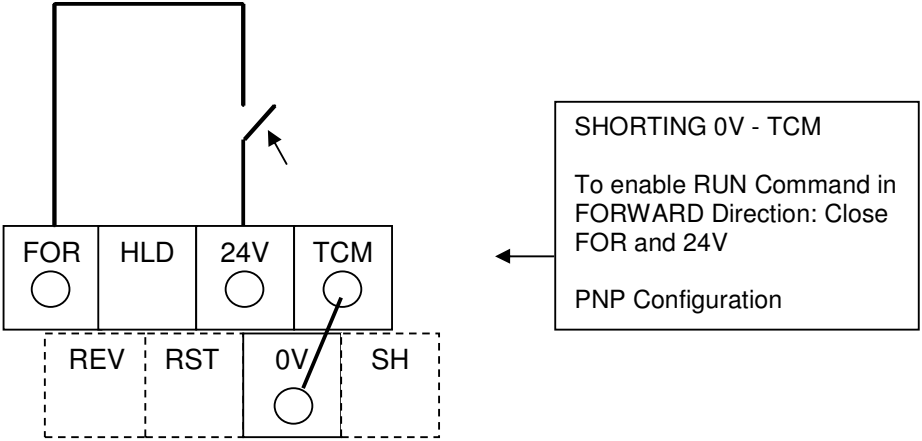 FOR HLD 24V TCM
REV RST 0V SH
SHORTING 0V - TCM
To enable RUN Command in
FORWARD Direction: Close
FOR and 24V
PNP Configuration